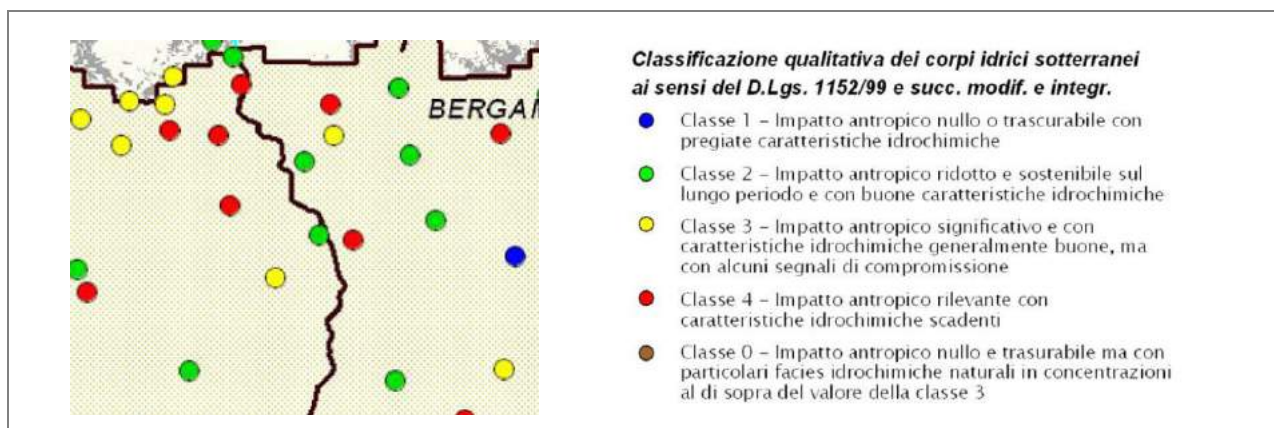 Classificazione qualitativa dei corpi idrici sotterranei
ai sensi del D.Lgs. 1152/99 e succ. modif. e integr.
BERGAM
Classe 1 – Impatto antropico nullo o trascurabile con
pregiate caratteristiche idrochimiche
Classe 2 – Impatto antropico ridotto e sostenibile sul
lungo periodo e con buone caratteristiche idrochimiche
Classe 3 – Impatto antropico significativo e con
caratteristiche idrochimiche generalmente buone, ma
con alcuni segnali di compromissione
Classe 4 – Impatto antropico rilevante con
caratteristiche idrochimiche scadenti
Classe 0 – Impatto antropico nullo e trasurabile ma con
particolari facies idrochimiche naturali in concentrazioni
al di sopra del valore della classe 3